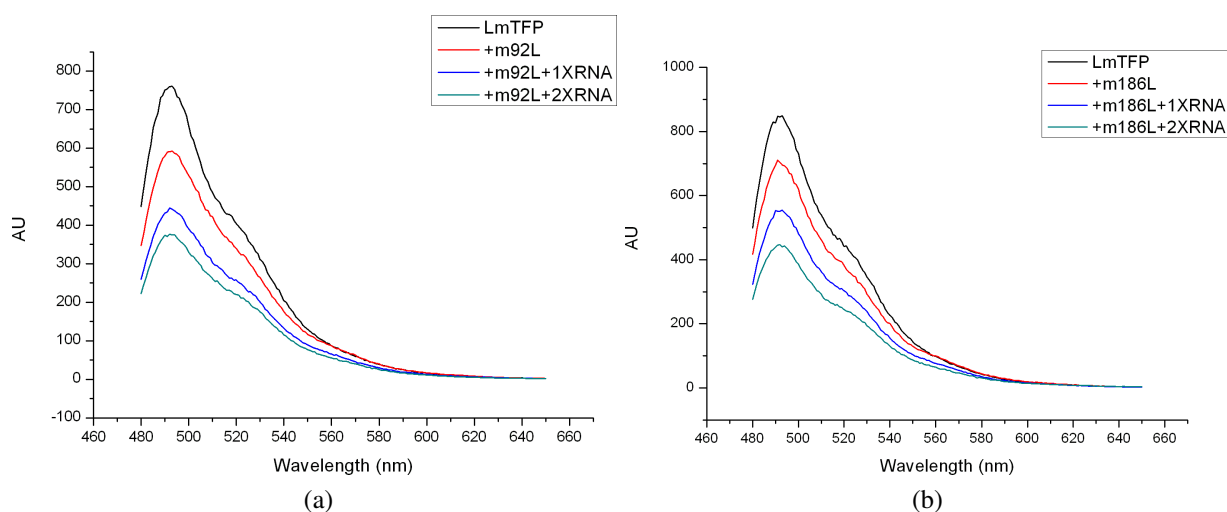 LmTFP
+m92L
+m92L+1XRNA
+m92L+2XRNA
800
700
600
500
400
300
200
100
0
-100
AU
460 480 500 520 540 560 580 600 620 640 660
Wavelength (nm)
(a)
LmTFP
+m186L
+m186L+1XRNA
+m186L+2XRNA
1000
800
600
400
200
0
AU
460 480 500 520 540 560 580 600 620 640 660
Wavelength (nm)
(b)